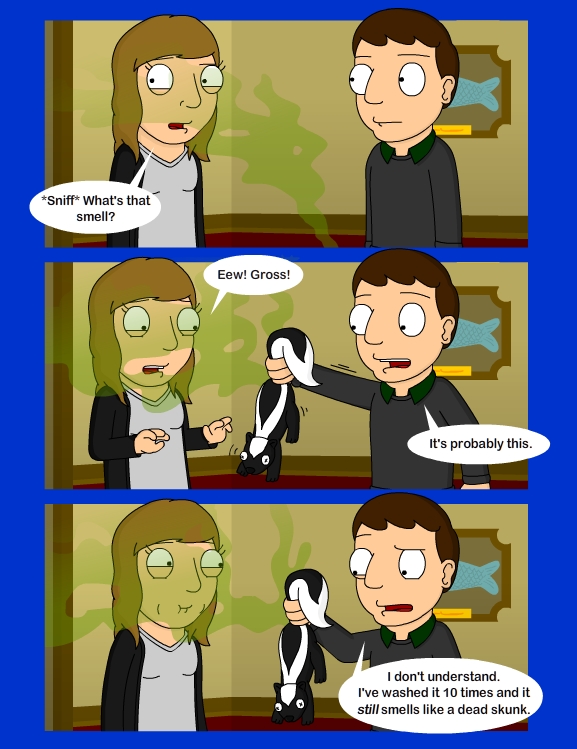 *Sniff* What's that
smell?
Eew! Gross!
It's probably this.
I don't understand.
I've washed it 10 times and it
still smells like a dead skunk.